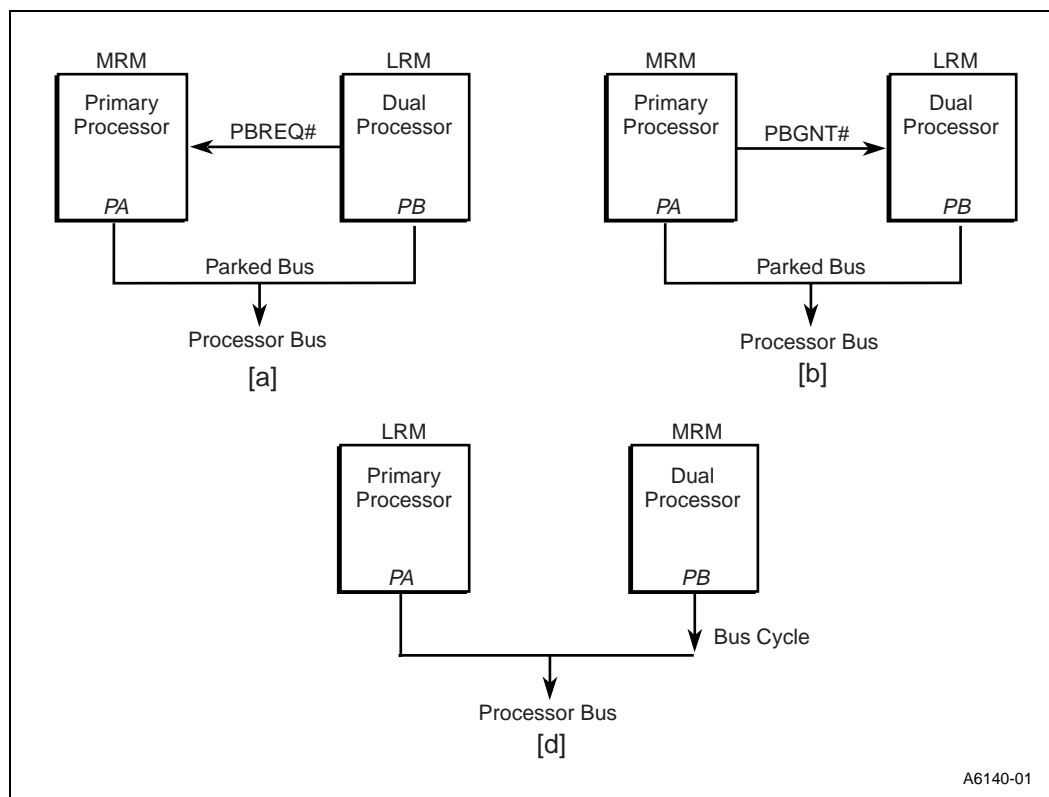 MRM
Primary
Processor
PA
PBREQ#
LRM
Dual
Processor
PB
Parked Bus
Processor Bus
[a]
MRM
Primary
Processor
PA
PBGNT#
LRM
Dual
Processor
PB
Parked Bus
Processor Bus
[b]
LRM
Primary
Processor
PA
MRM
Dual
Processor
PB
Bus Cycle
Processor Bus
[d]
A6140-01